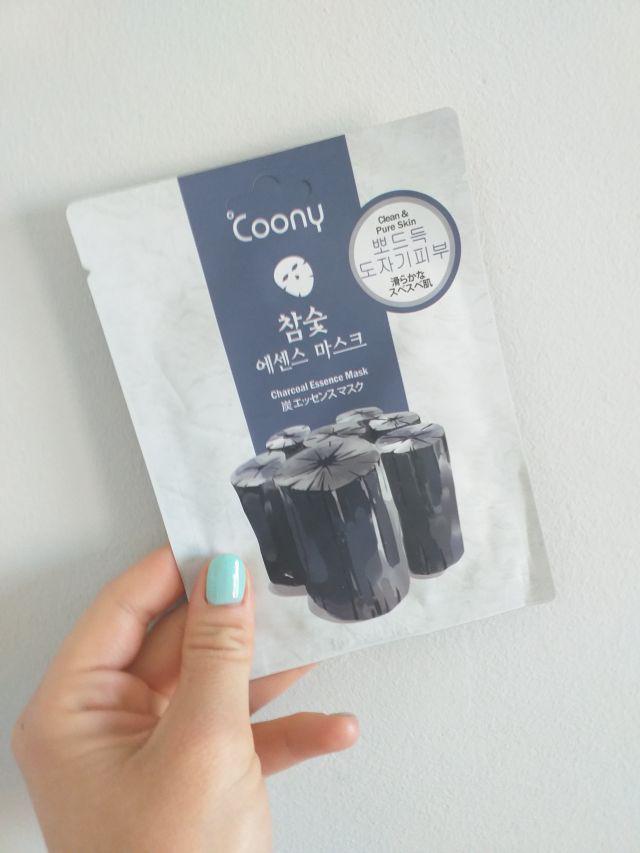 Coony
참숯
에센스 마스크
Charcoal Essence Mask
炭エッセンスマスク
Clean &
Pure Skin
뽀드득
도자기피부
滑らかな
スベスベ肌